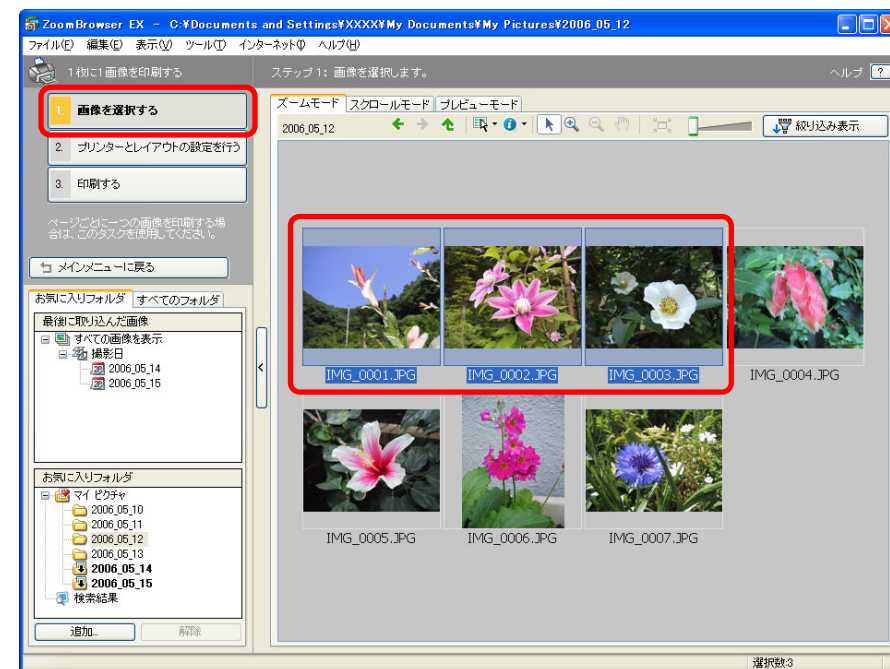 ZoomBrowser EX － C:¥Documents and Settings¥XXXX¥My Documents¥My Pictures¥2006_05_12
ファイル(F) 編集(E) 表示(V) ツール(T) インターネット(I) ヘルプ(H)
1枚に1画像を印刷する
ステップ1: 画像を選択します。
ヘルプ ?
1. 画像を選択する
2. プリンターとレイアウトの設定を行う
3. 印刷する
ページごとに一つの画像を印刷する場
合は、このタスクを使用してください。
メインメニューに戻る
お気に入りフォルダ すべてのフォルダ
最後に取り込んだ画像
すべての画像を表示
撮影日
2006_05_14
2006_05_15
お気に入りフォルダ
マイ ピクチャ
2006_05_10
2006_05_11
2006_05_12
2006_05_13
2006_05_14
2006_05_15
検索結果
追加... 解除
ズームモード スクロールモード プレビューモード
2006_05_12
絞り込み表示
IMG_0001.JPG IMG_0002.JPG IMG_0003.JPG IMG_0004.JPG
IMG_0005.JPG IMG_0006.JPG IMG_0007.JPG
選択数:3